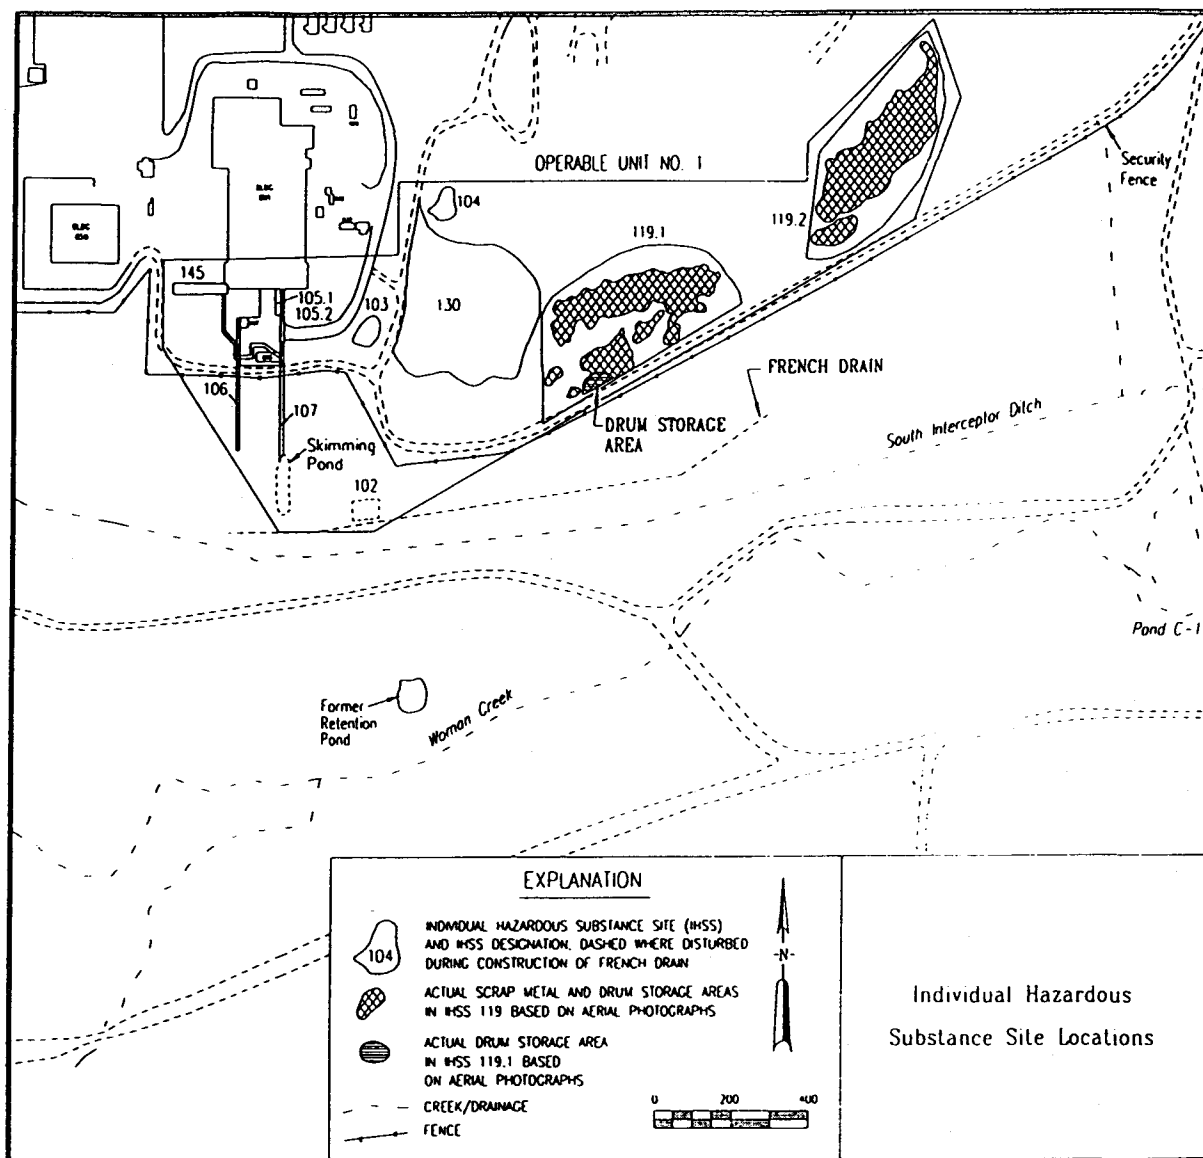 OPERABLE UNIT NO. 1
Security
Fence
104
119.2
119.1
BLDG
145
105.1
105.2
103
130
FRENCH DRAIN
106
107
DRUM STORAGE
AREA
South Interceptor Ditch
Skimming
Pond
102
Pond C-1
Former
Retention
Pond
Woman Creek
EXPLANATION
104
INDIVIDUAL HAZARDOUS SUBSTANCE SITE (IHSS)
AND IHSS DESIGNATION, DASHED WHERE DISTURBED
DURING CONSTRUCTION OF FRENCH DRAIN
ACTUAL SCRAP METAL AND DRUM STORAGE AREAS
IN IHSS 119 BASED ON AERIAL PHOTOGRAPHS
ACTUAL DRUM STORAGE AREA
IN IHSS 119.1 BASED
ON AERIAL PHOTOGRAPHS
CREEK/DRAINAGE
FENCE
-N-
0 200 400
Individual Hazardous
Substance Site Locations